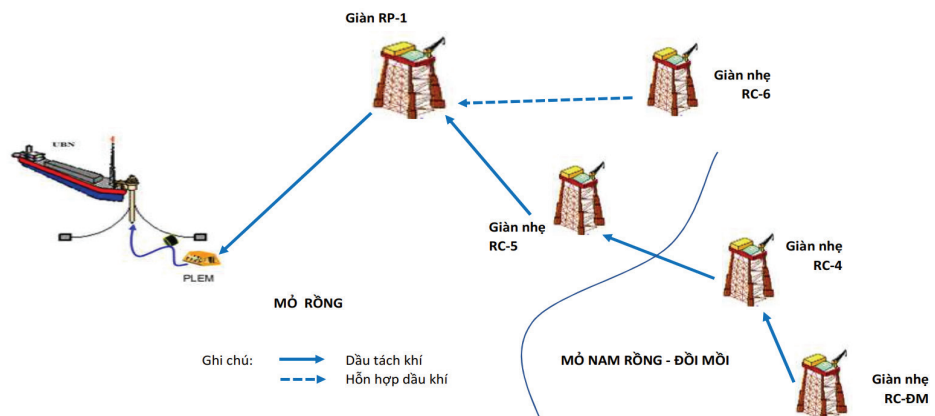 Giàn RP-1
Giàn nhẹ
RC-6
UBN
Giàn nhẹ
RC-5
Giàn nhẹ
RC-4
PLEM
MỎ RỒNG
Ghi chú:
Dầu tách khí
Hỗn hợp dầu khí
MỎ NAM RỒNG - ĐỒI MỒI
Giàn nhẹ
RC-ĐM